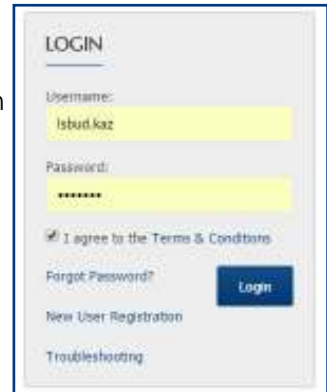 LOGIN
Username:
lsbud.kaz
Password:
•••••••
I agree to the Terms & Conditions
Forgot Password?
Login
New User Registration
Troubleshooting